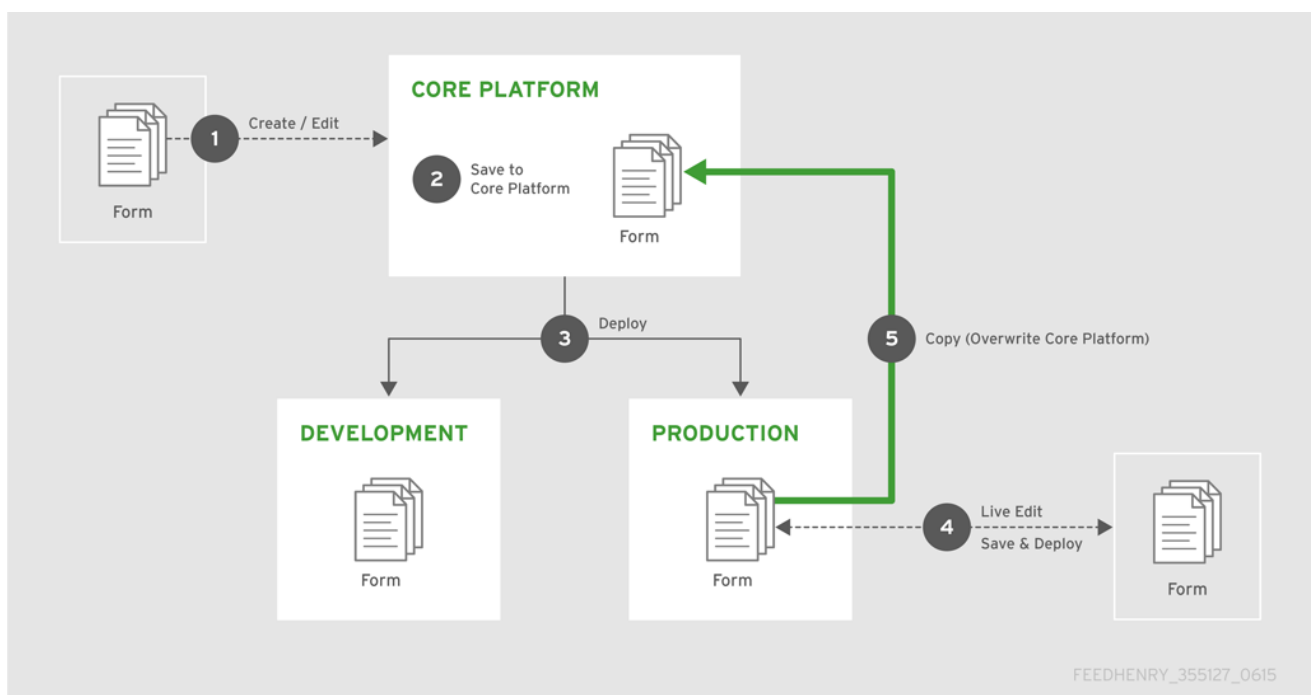 CORE PLATFORM
1
Create / Edit
Form
2
Save to
Core Platform
Form
3
Deploy
5
Copy (Overwrite Core Platform)
DEVELOPMENT
Form
PRODUCTION
Form
4
Live Edit
Save & Deploy
Form
FEEDHENRY_355127_0615